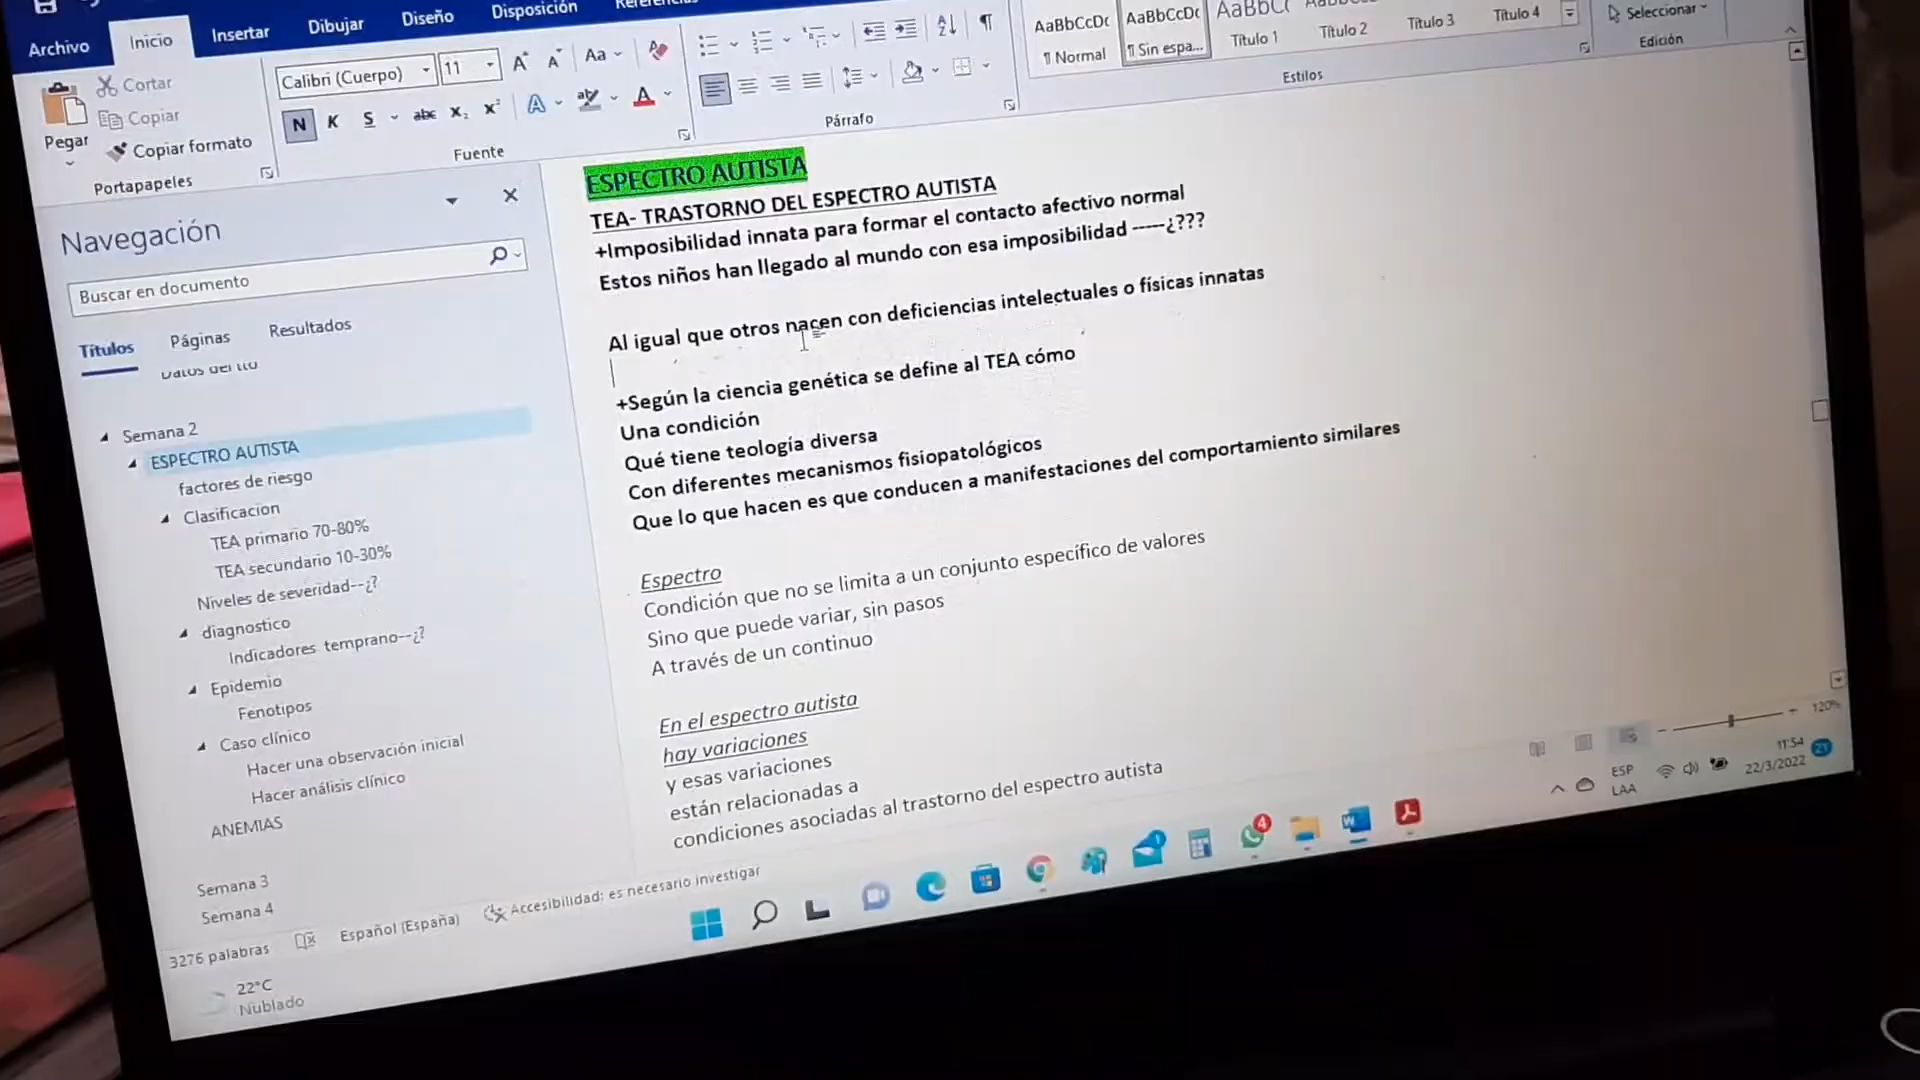 Archivo
Inicio
Insertar
Dibujar
Diseño
Disposición
Cortar
Copiar
Copiar formato
Pegar
Portapapeles
Calibri (Cuerpo)
11
Aa
N K S abc X₂ X²
Fuente
Párrafo
AaBbCcDc
¶ Normal
AaBbCcDc
¶ Sin espa...
Título 1
Título 2
Título 3
Título 4
Estilos
Seleccionar
Edición
Navegación
Buscar en documento
Títulos
Páginas
Resultados
Semana 2
ESPECTRO AUTISTA
factores de riesgo
Clasificacion
TEA primario 70-80%
TEA secundario 10-30%
Niveles de severidad--¿?
diagnostico
Indicadores temprano--¿?
Epidemio
Fenotipos
Caso clínico
Hacer una observación inicial
Hacer análisis clínico
ANEMIAS
Semana 3
Semana 4
ESPECTRO AUTISTA
TEA- TRASTORNO DEL ESPECTRO AUTISTA
+Imposibilidad innata para formar el contacto afectivo normal
Estos niños han llegado al mundo con esa imposibilidad -----¿???
Al igual que otros nacen con deficiencias intelectuales o físicas innatas
+Según la ciencia genética se define al TEA cómo
Una condición
Qué tiene teología diversa
Con diferentes mecanismos fisiopatológicos
Que lo que hacen es que conducen a manifestaciones del comportamiento similares
Espectro
Condición que no se limita a un conjunto específico de valores
Sino que puede variar, sin pasos
A través de un continuo
En el espectro autista
hay variaciones
y esas variaciones
están relacionadas a
condiciones asociadas al trastorno del espectro autista
3276 palabras
Español (España)
Accesibilidad: es necesario investigar
120%
22°C
Nublado
4
1
ESP
LAA
11:54
22/3/2022
21